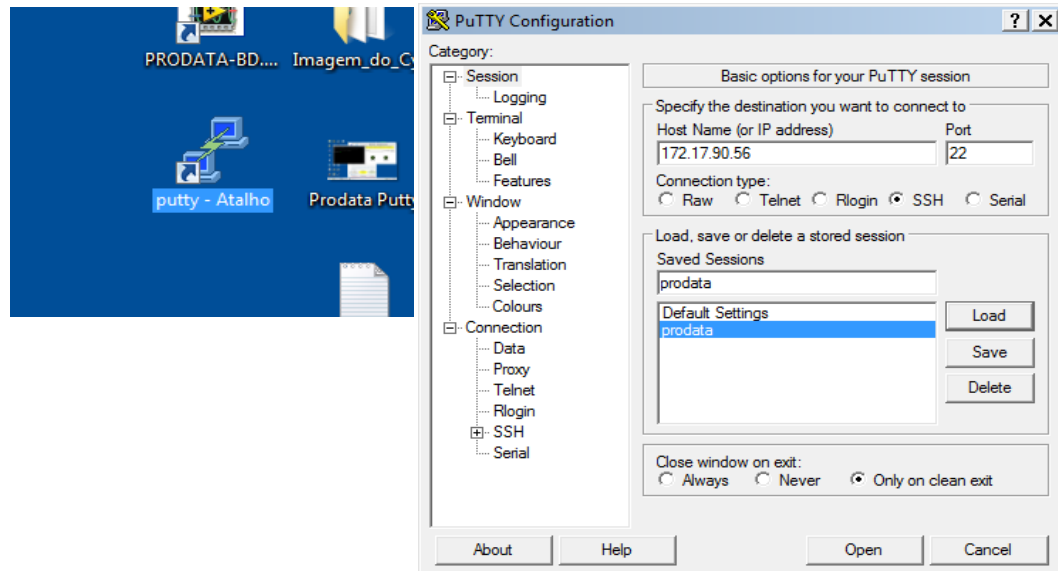 PRODATA-BD....
Imagem_do_Cy
putty - Atalho
Prodata Putt
PuTTY Configuration
Category:
Session
Logging
Terminal
Keyboard
Bell
Features
Window
Appearance
Behaviour
Translation
Selection
Colours
Connection
Data
Proxy
Telnet
Rlogin
SSH
Serial
Basic options for your PuTTY session
Specify the destination you want to connect to
Host Name (or IP address) Port
172.17.90.56 22
Connection type:
Raw Telnet Rlogin SSH Serial
Load, save or delete a stored session
Saved Sessions
prodata
Default Settings
prodata
Load
Save
Delete
Close window on exit:
Always Never Only on clean exit
About Help Open Cancel